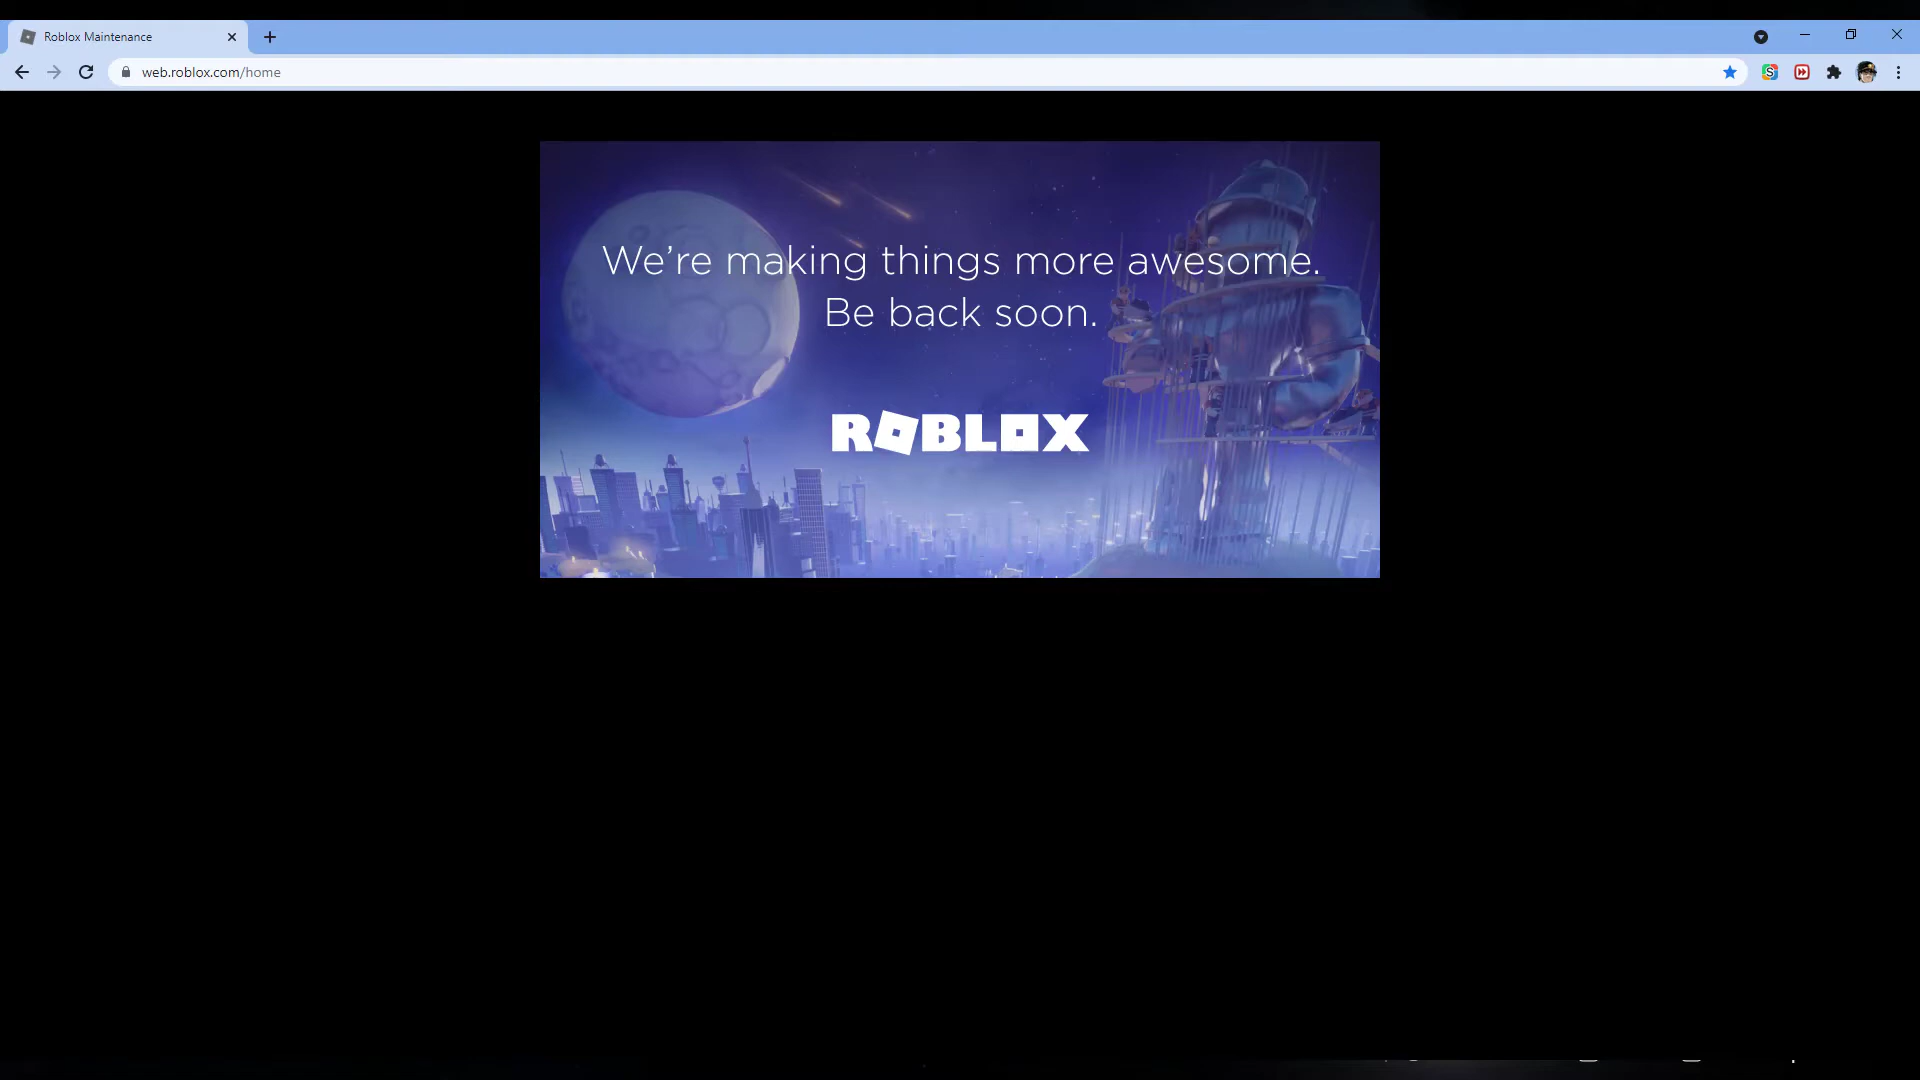 Roblox Maintenance
web.roblox.com/home
We’re making things more awesome.
Be back soon.
ROBLOX